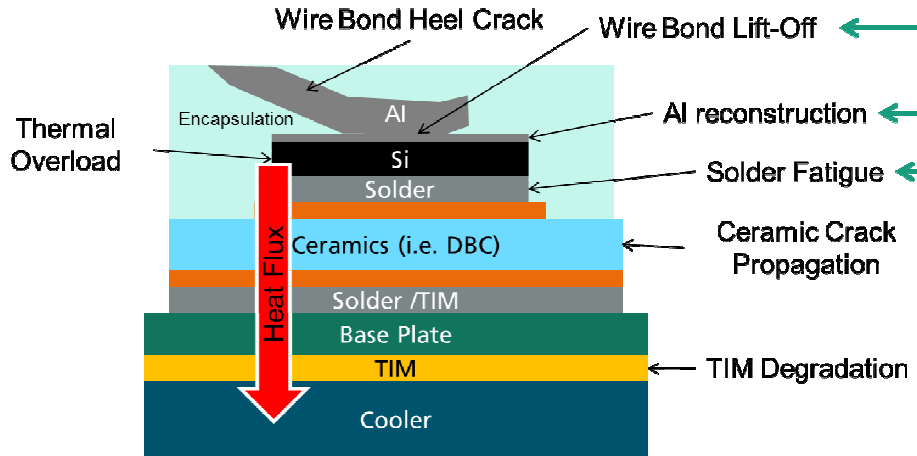 Wire Bond Heel Crack
Wire Bond Lift-Off
Encapsulation
Al
Al reconstruction
Thermal
Overload
Si
Solder
Solder Fatigue
Ceramics (i.e. DBC)
Ceramic Crack
Propagation
Heat Flux
Solder /TIM
Base Plate
TIM
TIM Degradation
Cooler